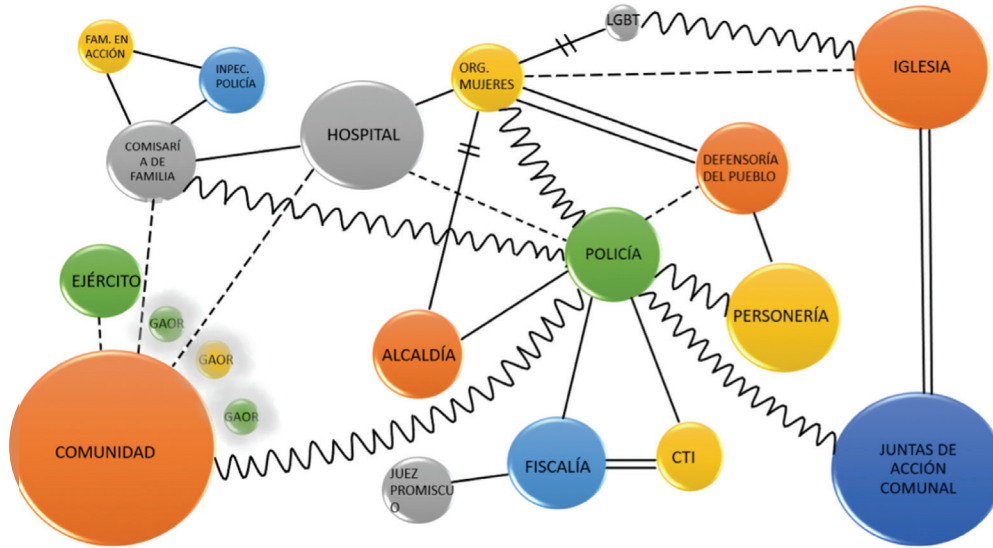 FAM. EN
ACCIÓN
INPEC.
POLICÍA
COMISARÍ
A DE
FAMILIA
HOSPITAL
ORG.
MUJERES
LGBT
IGLESIA
DEFENSORÍA
DEL PUEBLO
POLICÍA
PERSONERÍA
EJÉRCITO
GAOR
GAOR
GAOR
ALCALDÍA
COMUNIDAD
JUEZ
PROMISCU
O
FISCALÍA
CTI
JUNTAS DE
ACCIÓN
COMUNAL